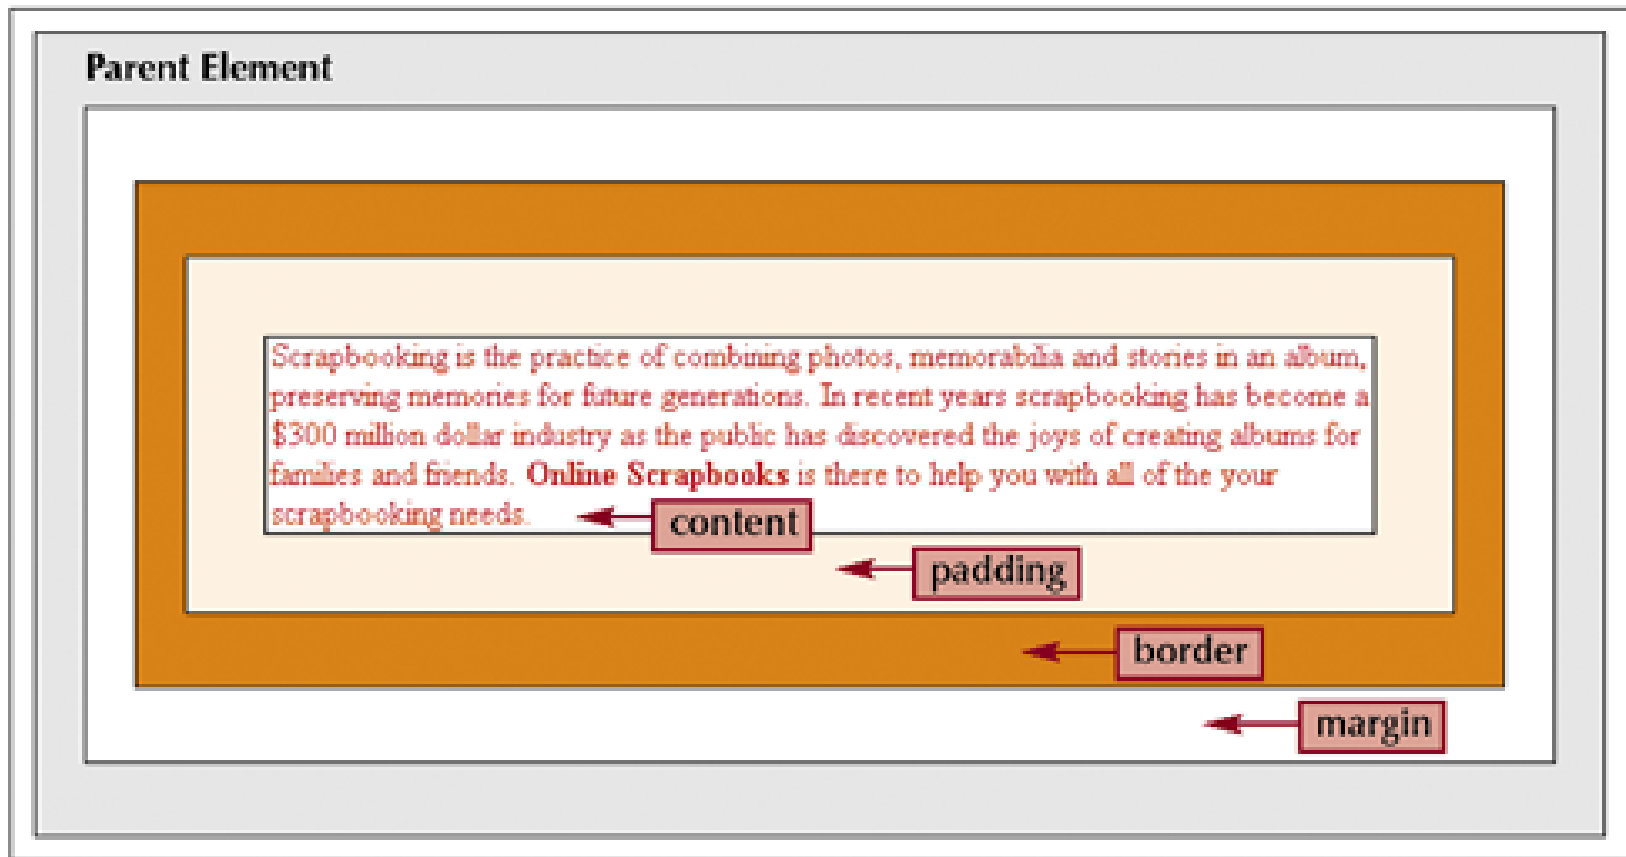 Parent Element
Scrapbooking is the practice of combining photos, memorabilia and stories in an album,
preserving memories for future generations. In recent years scrapbooking has become a
$300 million dollar industry as the public has discovered the joys of creating albums for
families and friends. Online Scrapbooks is there to help you with all of the your
scrapbooking needs.
content
padding
border
margin